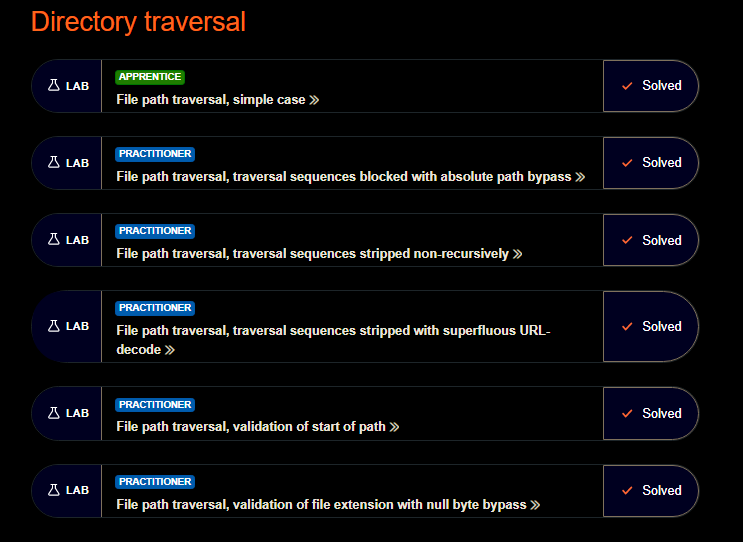 Directory traversal
LAB
APPRENTICE
File path traversal, simple case
Solved
LAB
PRACTITIONER
File path traversal, traversal sequences blocked with absolute path bypass
Solved
LAB
PRACTITIONER
File path traversal, traversal sequences stripped non-recursively
Solved
LAB
PRACTITIONER
File path traversal, traversal sequences stripped with superfluous URL-
decode
Solved
LAB
PRACTITIONER
File path traversal, validation of start of path
Solved
LAB
PRACTITIONER
File path traversal, validation of file extension with null byte bypass
Solved